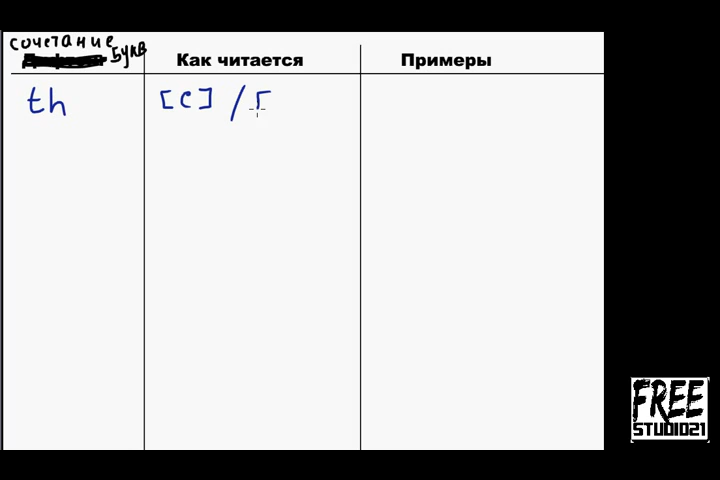 сочетание
букв
Как читается
Примеры
th
[с] / [
FREE
STUDIO21